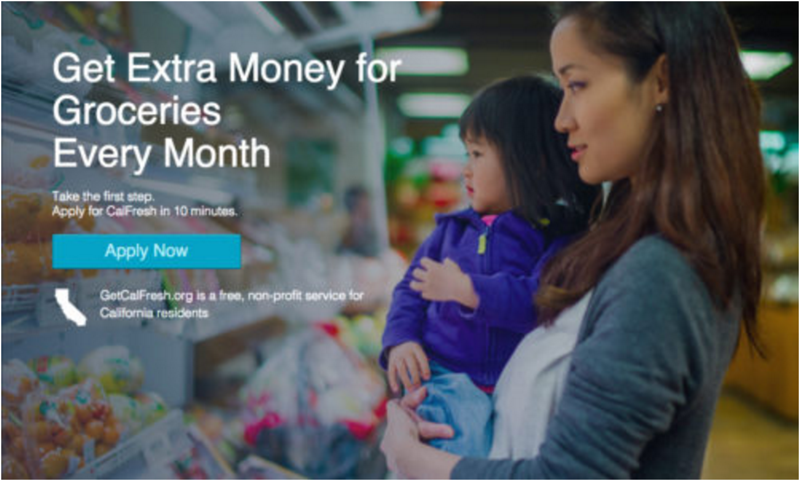 Get Extra Money for
Groceries
Every Month
Take the first step.
Apply for CalFresh in 10 minutes.
Apply Now
GetCalFresh.org is a free, non-profit service for
California residents